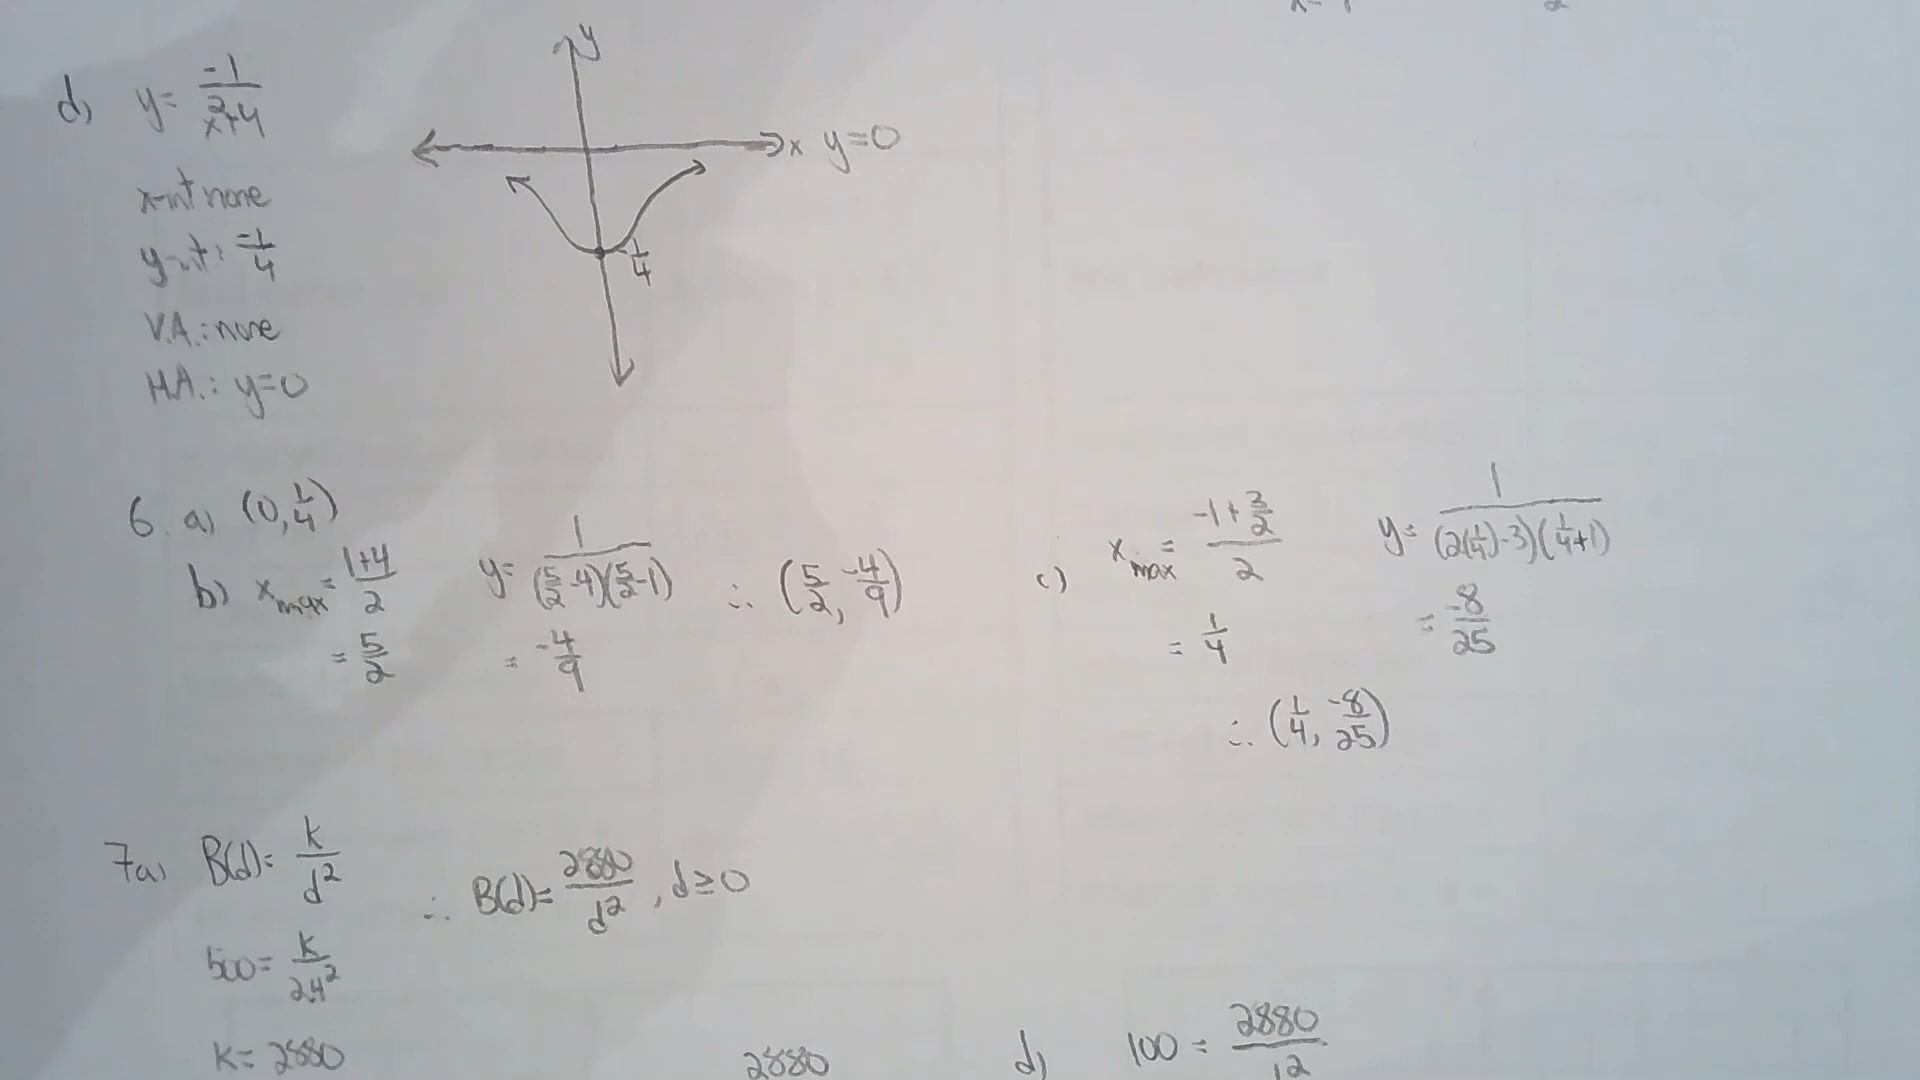 d) y = -1/(x²+4)
y
x y=0
-1/4
x-int none
y-int: -1/4
V.A.: none
H.A.: y=0
6. a) (0, 1/4)
b) x max = (1+4)/2 y = 1/((5/2-4)(5/2-1)) ∴ (5/2, -4/9)
= 5/2 = -4/9
c) x max = (-1+3/2)/2 y = 1/((2(1/4)-3)(1/4+1))
= 1/4 = -8/25
∴ (1/4, -8/25)
7a) B(d) = k/d² ∴ B(d) = 2880/d², d≥0
500 = k/2.4²
k = 2880
2880
d) 100 = 2880/d²